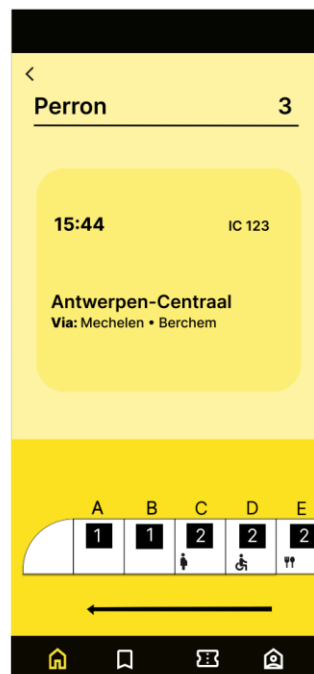 Perron 3
15:44 IC 123
Antwerpen-Centraal
Via: Mechelen • Berchem
A B C D E
1 1 2 2 2